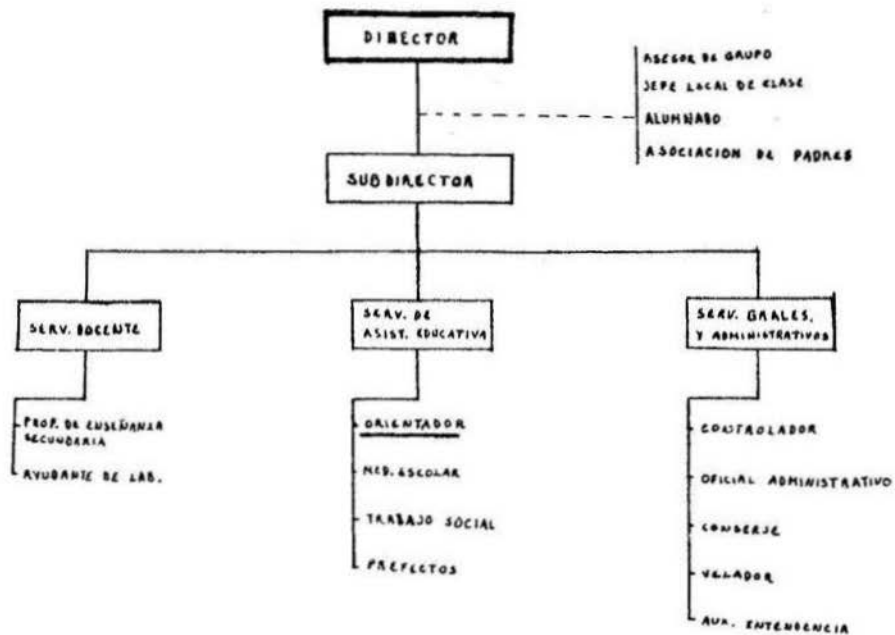 DIRECTOR
ASESOR DE GRUPO
JEFE LOCAL DE CLASE
ALUMNADO
ASOCIACION DE PADRES
SUBDIRECTOR
SERV. DOCENTE
SERV. DE
ASIST. EDUCATIVA
SERV. GRALES.
Y ADMINISTRATIVOS
PROF. DE ENSEÑANZA
SECUNDARIA
AYUDANTE DE LAB.
ORIENTADOR
MED. ESCOLAR
TRABAJO SOCIAL
PREFECTOS
CONTROLADOR
OFICIAL ADMINISTRATIVO
CONSERJE
VELADOR
AUX. INTENDENCIA